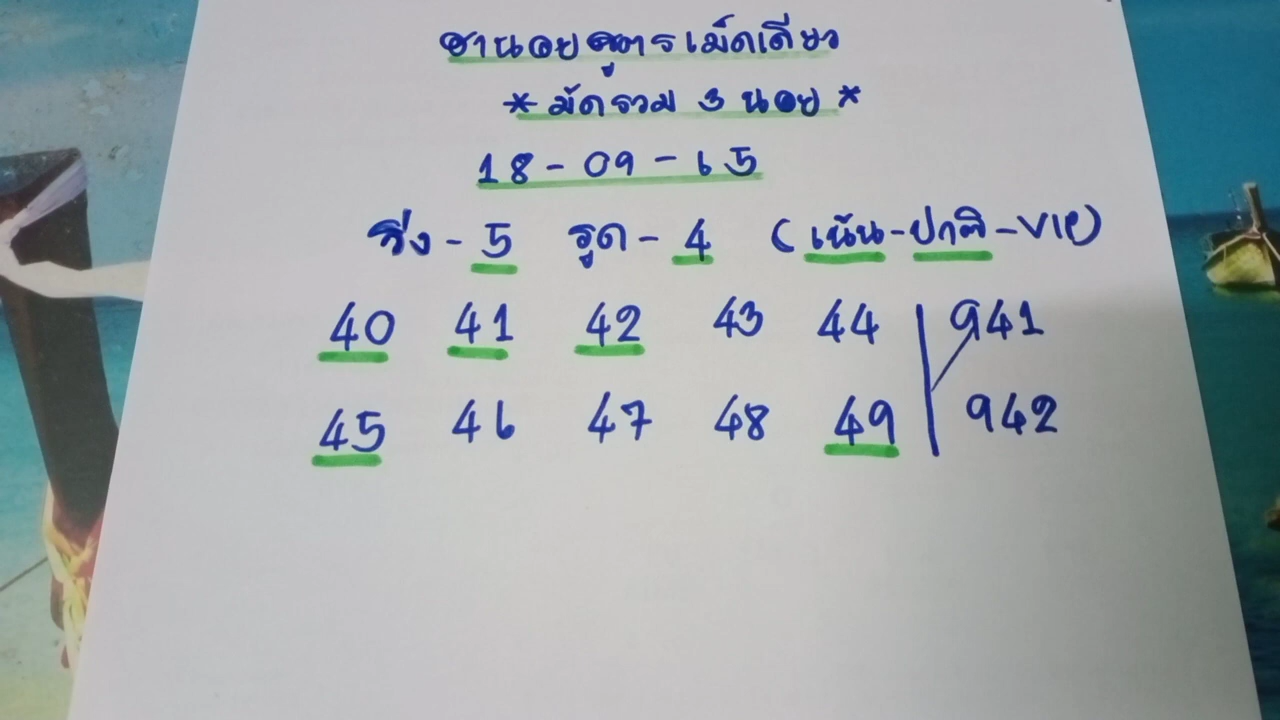 ฮานอยสูตรเม็ดเดียว
*มัดรวม 3 นอย*
18-09-65
วิ่ง-5 รูด-4 (เน้น-ปกติ-VIP)
40 41 42 43 44 941
45 46 47 48 49 942